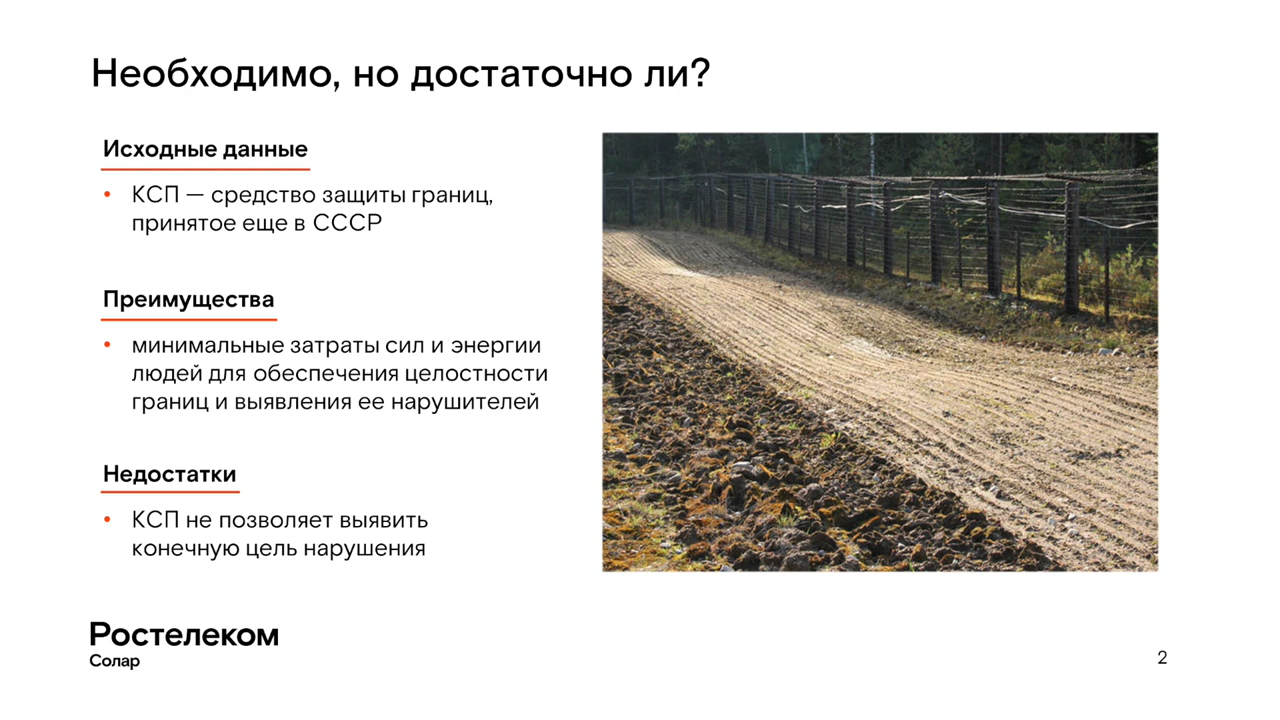 Необходимо, но достаточно ли?
Исходные данные
• КСП — средство защиты границ,
принятое еще в СССР
Преимущества
• минимальные затраты сил и энергии
людей для обеспечения целостности
границ и выявления ее нарушителей
Недостатки
• КСП не позволяет выявить
конечную цель нарушения
Ростелеком
Солар
2